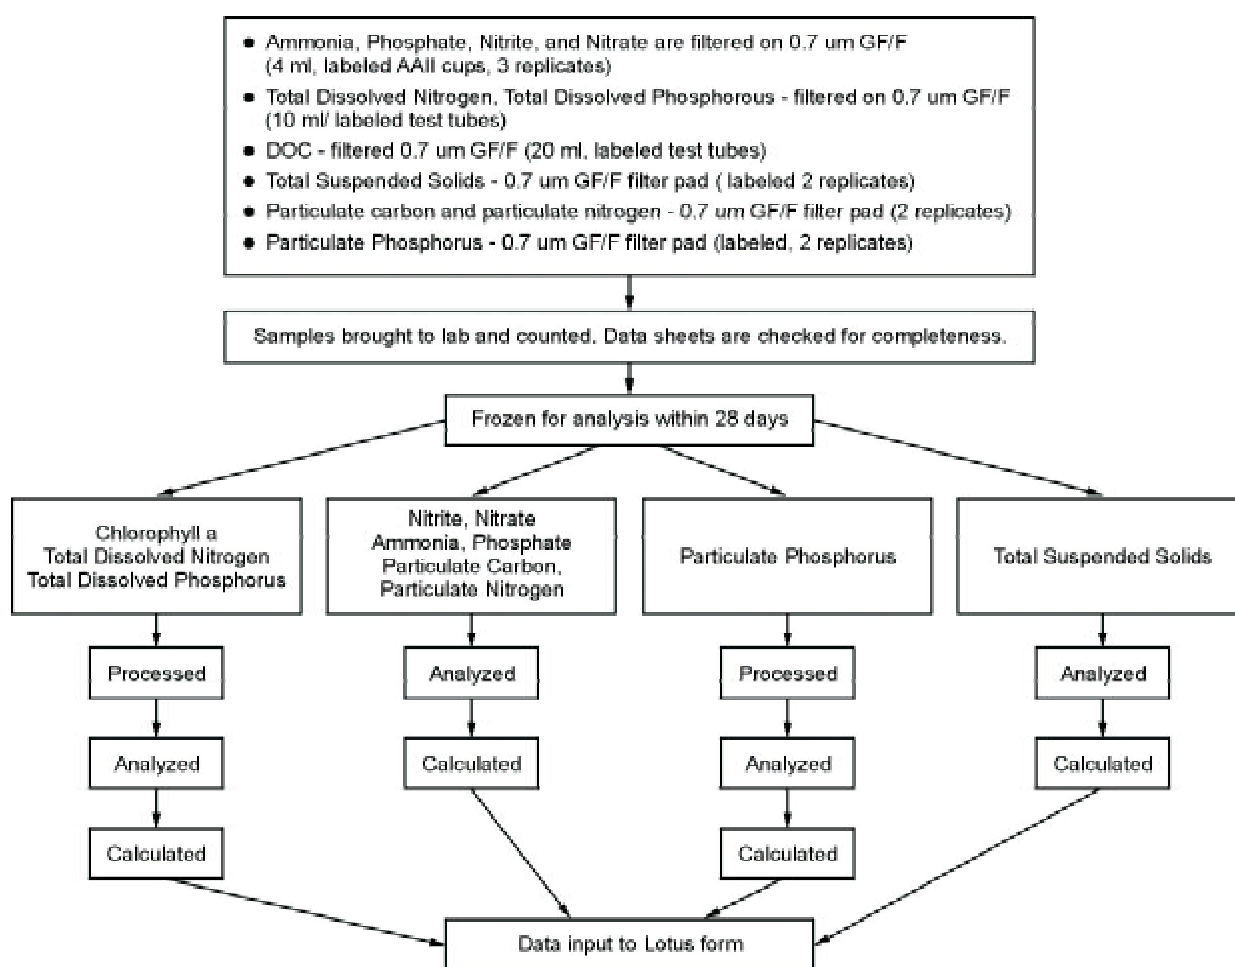 ● Ammonia, Phosphate, Nitrite, and Nitrate are filtered on 0.7 um GF/F
(4 ml, labeled AAII cups, 3 replicates)
● Total Dissolved Nitrogen, Total Dissolved Phosphorous - filtered on 0.7 um GF/F
(10 ml/ labeled test tubes)
● DOC - filtered 0.7 um GF/F (20 ml, labeled test tubes)
● Total Suspended Solids - 0.7 um GF/F filter pad ( labeled 2 replicates)
● Particulate carbon and particulate nitrogen - 0.7 um GF/F filter pad (2 replicates)
● Particulate Phosphorus - 0.7 um GF/F filter pad (labeled, 2 replicates)
Samples brought to lab and counted. Data sheets are checked for completeness.
Frozen for analysis within 28 days
Chlorophyll a
Total Dissolved Nitrogen
Total Dissolved Phosphorus
Nitrite, Nitrate
Ammonia, Phosphate
Particulate Carbon,
Particulate Nitrogen
Particulate Phosphorus
Total Suspended Solids
Processed
Analyzed
Processed
Analyzed
Analyzed
Calculated
Analyzed
Calculated
Calculated
Calculated
Data input to Lotus form